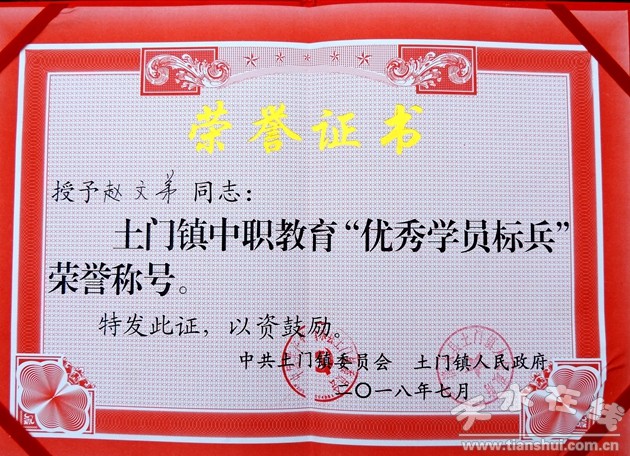 荣誉证书
授予赵文弟 同志：
土门镇中职教育“优秀学员标兵”
荣誉称号。
特发此证，以资鼓励。
中共土门镇委员会 土门镇人民政府
二〇一八年七月
天水在线
www.tianshui.com.cn